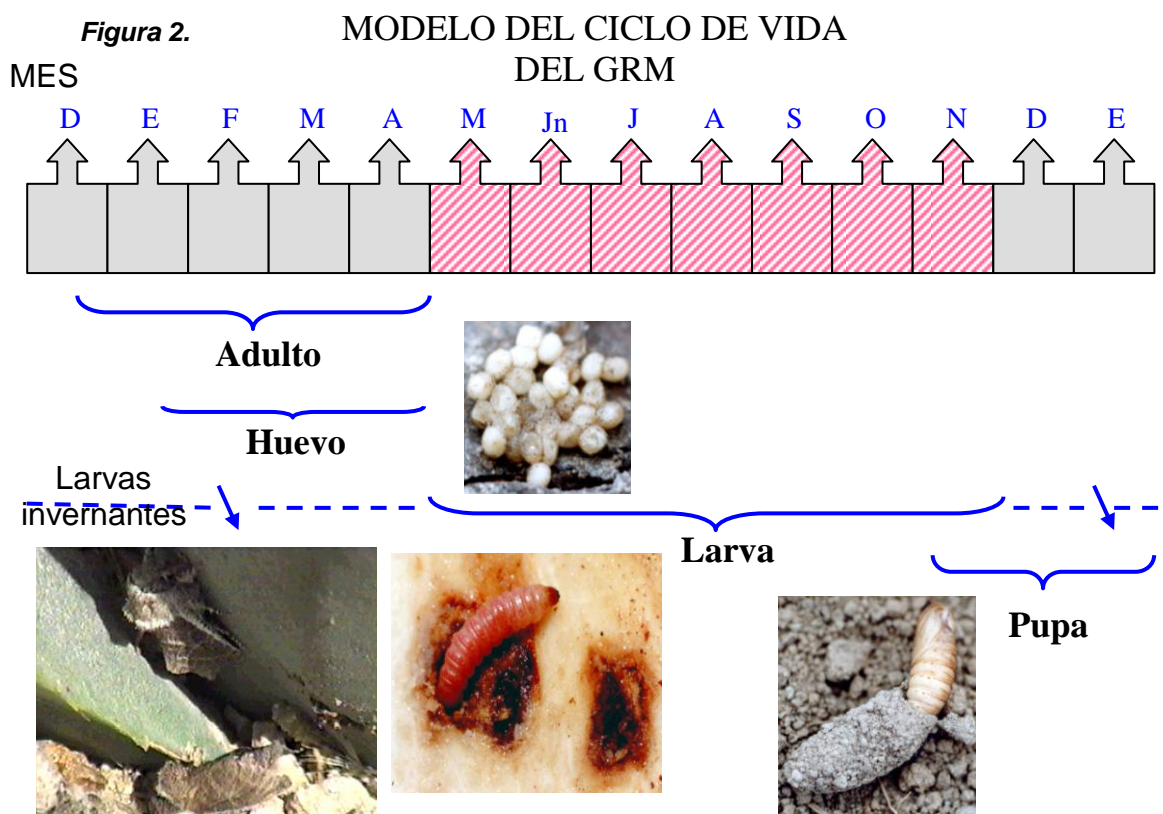 Figura 2.
MODELO DEL CICLO DE VIDA
DEL GRM
MES
D E F M A M Jn J A S O N D E
Adulto
Huevo
Larvas
invernantes
Larva
Pupa